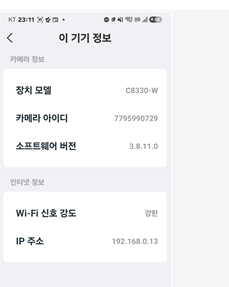 KT 23:11
이 기기 정보
카메라 정보
장치 모델 C8330-W
카메라 아이디 7795990729
소프트웨어 버전 3.8.11.0
인터넷 정보
Wi-Fi 신호 강도 강한
IP 주소 192.168.0.13